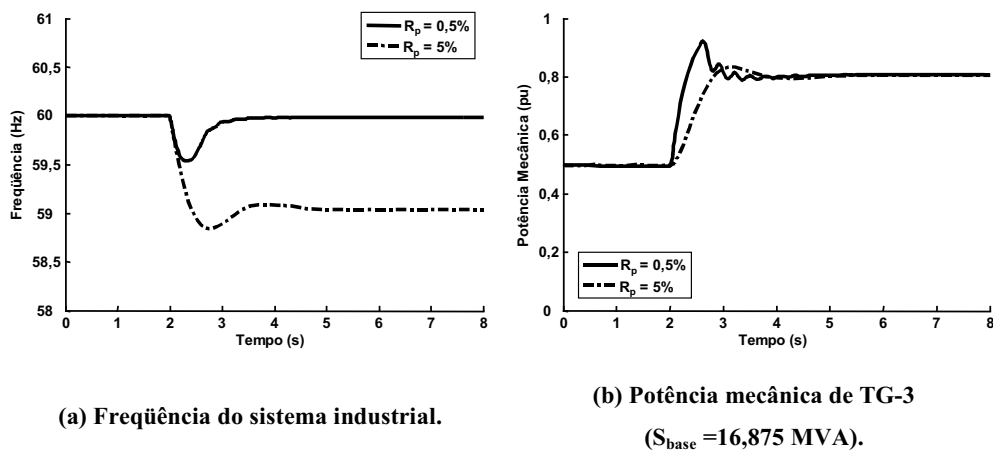 61
60,5
60
59,5
59
58,5
58
Freqüência (Hz)
0 1 2 3 4 5 6 7 8
Tempo (s)
Rp = 0,5%
Rp = 5%
(a) Freqüência do sistema industrial.
1
0,8
0,6
0,4
0,2
0
Potência Mecânica (pu)
0 1 2 3 4 5 6 7 8
Tempo (s)
Rp = 0,5%
Rp = 5%
(b) Potência mecânica de TG-3
(Sbase =16,875 MVA).